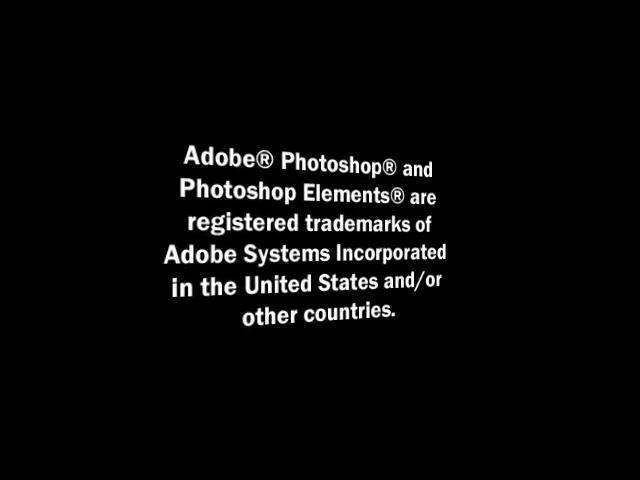 Adobe® Photoshop® and
Photoshop Elements® are
registered trademarks of
Adobe Systems Incorporated
in the United States and/or
other countries.